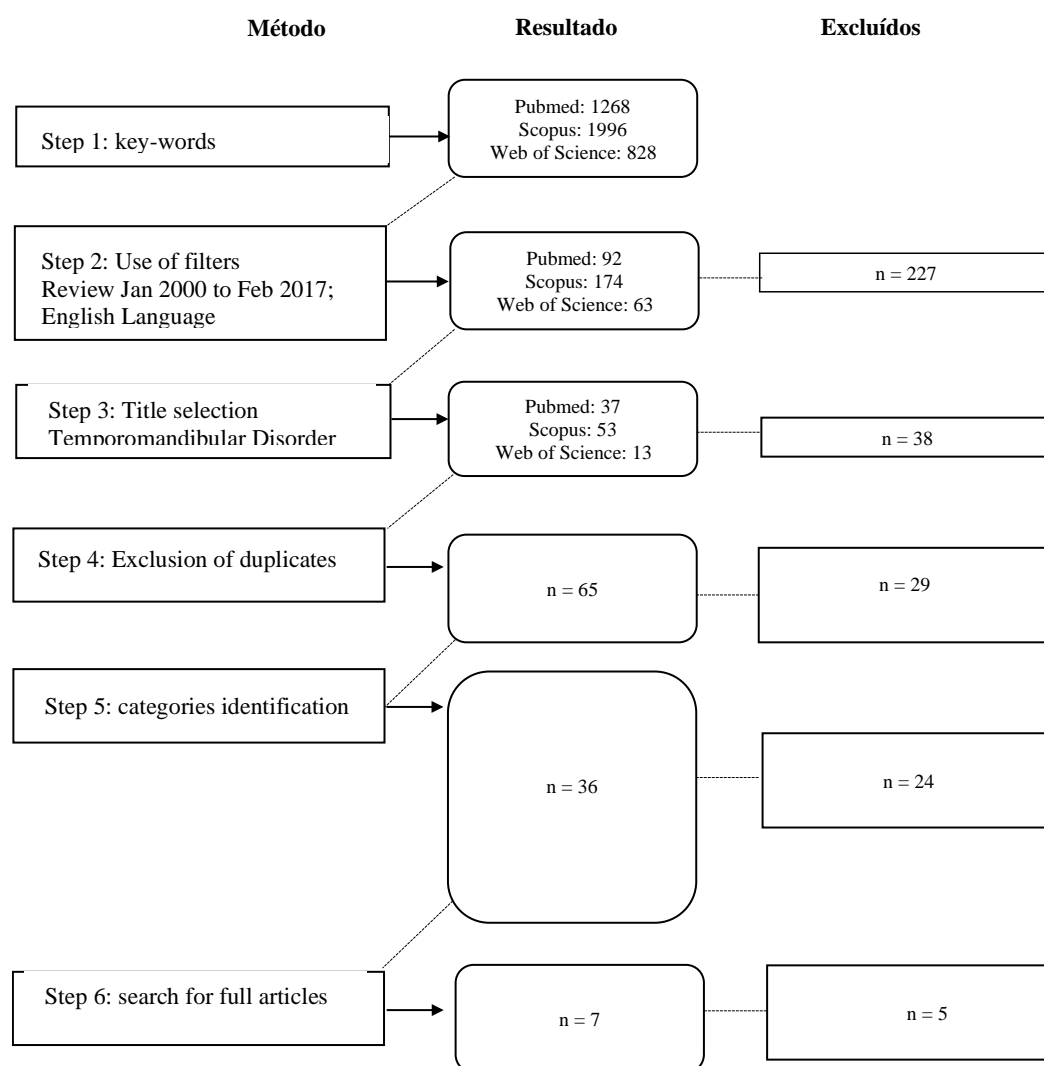 Método
Resultado
Excluídos
Step 1: key-words
Pubmed: 1268
Scopus: 1996
Web of Science: 828
Step 2: Use of filters
Review Jan 2000 to Feb 2017;
English Language
Pubmed: 92
Scopus: 174
Web of Science: 63
n = 227
Step 3: Title selection
Temporomandibular Disorder
Pubmed: 37
Scopus: 53
Web of Science: 13
n = 38
Step 4: Exclusion of duplicates
n = 65
n = 29
Step 5: categories identification
n = 36
n = 24
Step 6: search for full articles
n = 7
n = 5